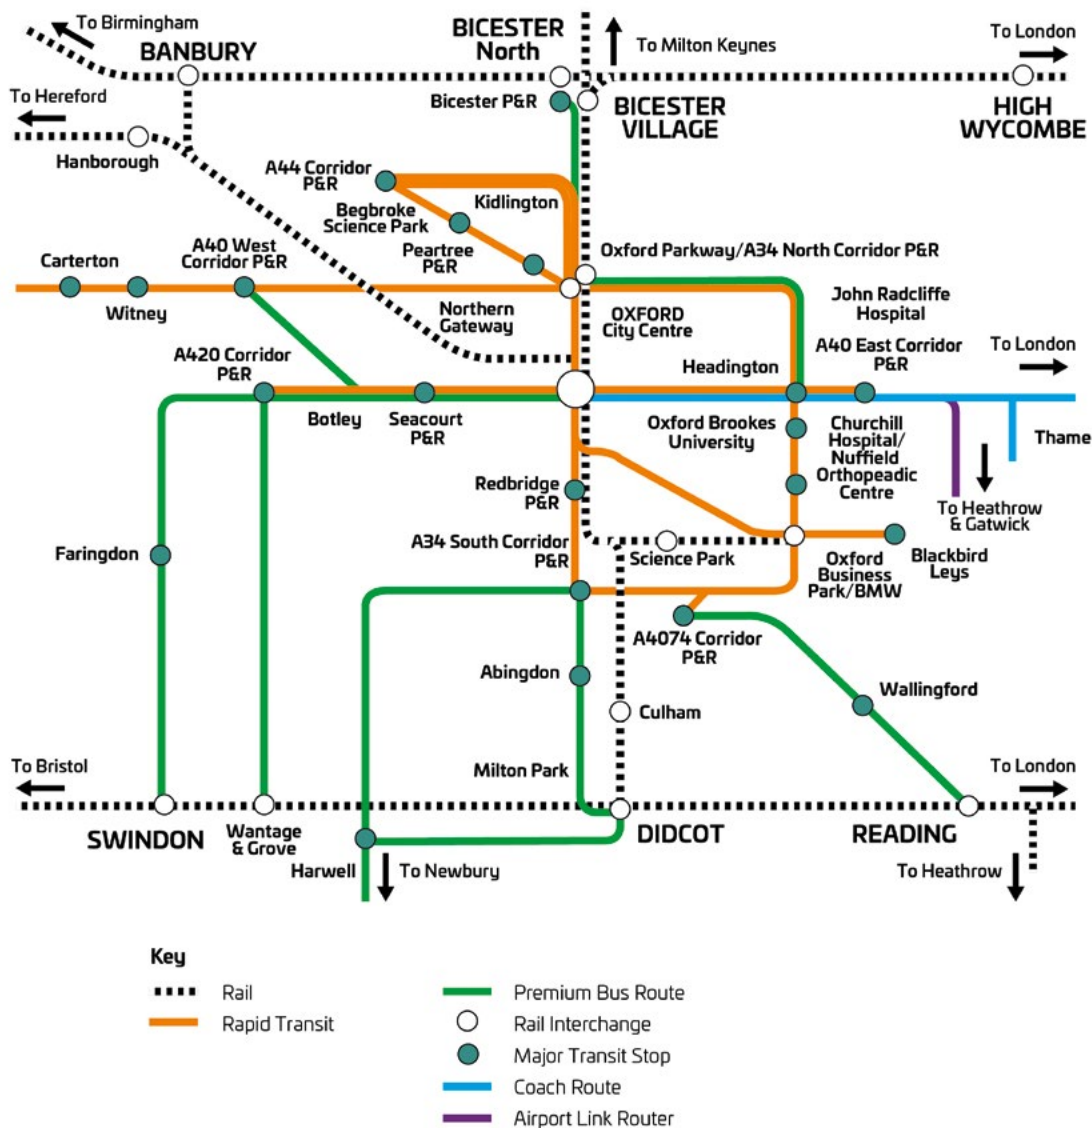 To Birmingham
BANBURY
BICESTER
North
To Milton Keynes
To London
Bicester P&R
BICESTER
VILLAGE
HIGH
WYCOMBE
To Hereford
Hanborough
A44 Corridor
P&R
Kidlington
Begbroke
Science Park
Peartree
P&R
Oxford Parkway/A34 North Corridor P&R
Carterton
A40 West
Corridor P&R
Witney
Northern
Gateway
OXFORD
City Centre
John Radcliffe
Hospital
A420 Corridor
P&R
Headington
A40 East Corridor
P&R
To London
Botley
Seacourt
P&R
Oxford Brookes
University
Churchill
Hospital/
Nuffield
Orthopeadic
Centre
Thame
Redbridge
P&R
To Heathrow
& Gatwick
A34 South Corridor
P&R
Science Park
Oxford
Business
Park/BMW
Blackbird
Leys
Faringdon
A4074 Corridor
P&R
Abingdon
Culham
Wallingford
To Bristol
Milton Park
To London
SWINDON
Wantage
& Grove
DIDCOT
READING
Harwell
To Newbury
To Heathrow
Key
Rail
Rapid Transit
Premium Bus Route
Rail Interchange
Major Transit Stop
Coach Route
Airport Link Router